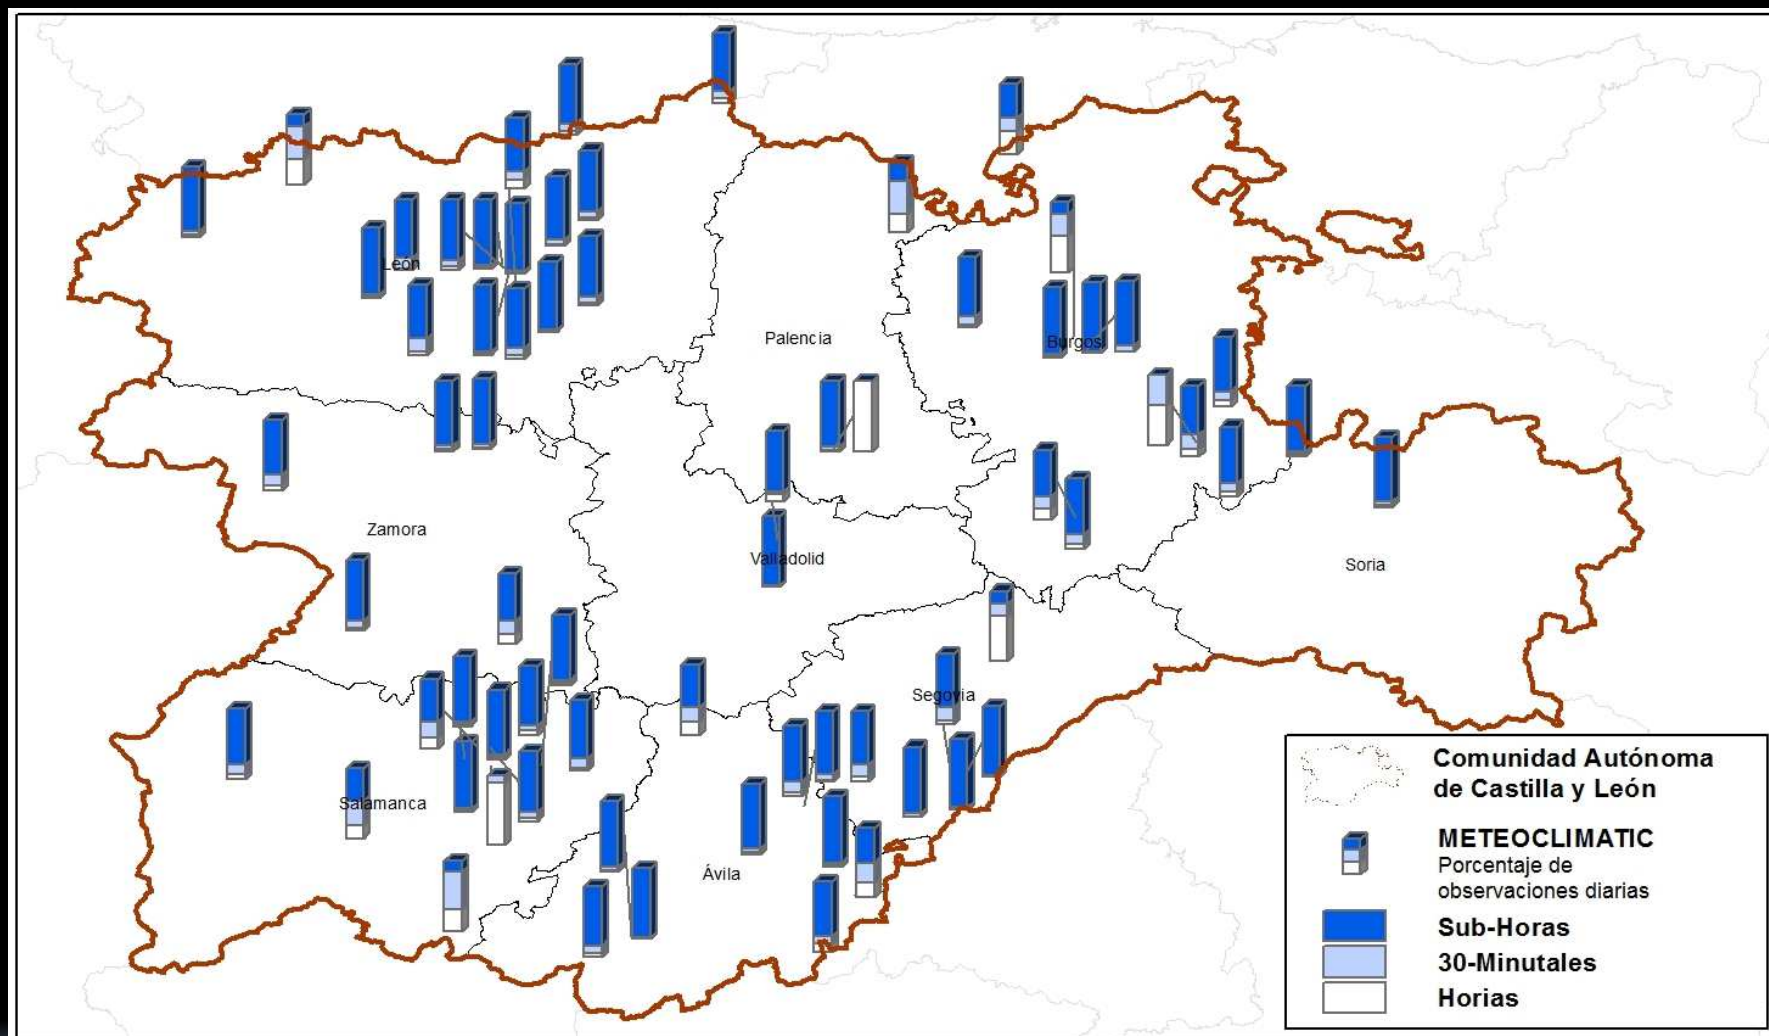 León
Palencia
Burgos
Zamora
Valladolid
Soria
Segovia
Salamanca
Ávila
Comunidad Autónoma
de Castilla y León
METEOCLIMATIC
Porcentaje de
observaciones diarias
Sub-Horas
30-Minutales
Horias